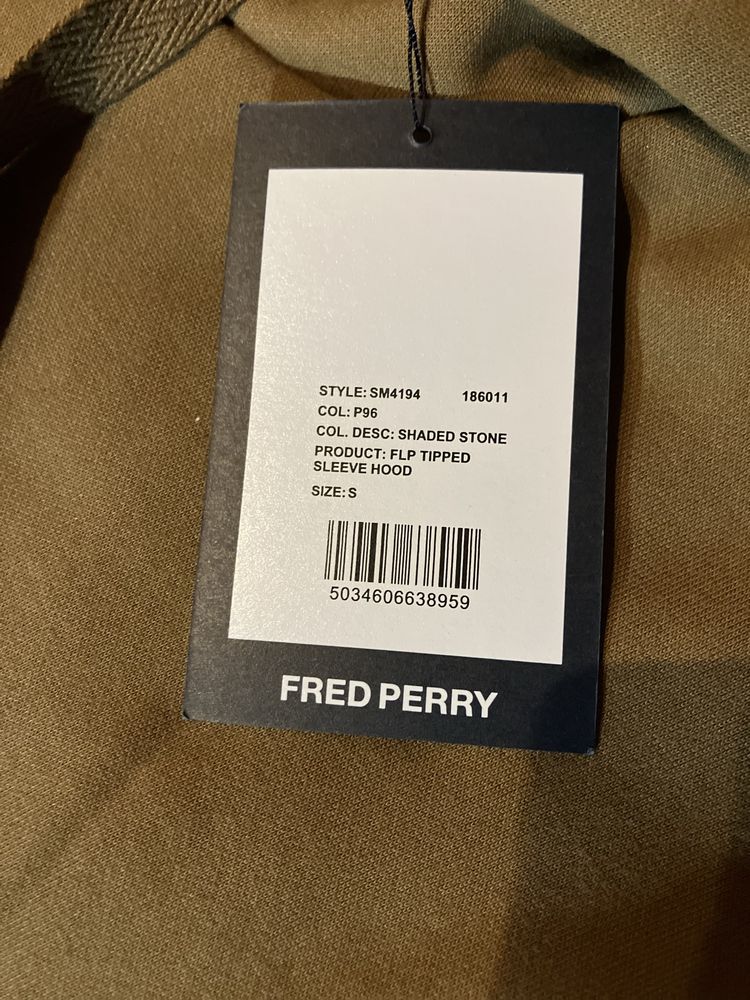 STYLE: SM4194 186011
COL: P96
COL. DESC: SHADED STONE
PRODUCT: FLP TIPPED
SLEEVE HOOD
SIZE: S
5034606638959
FRED PERRY